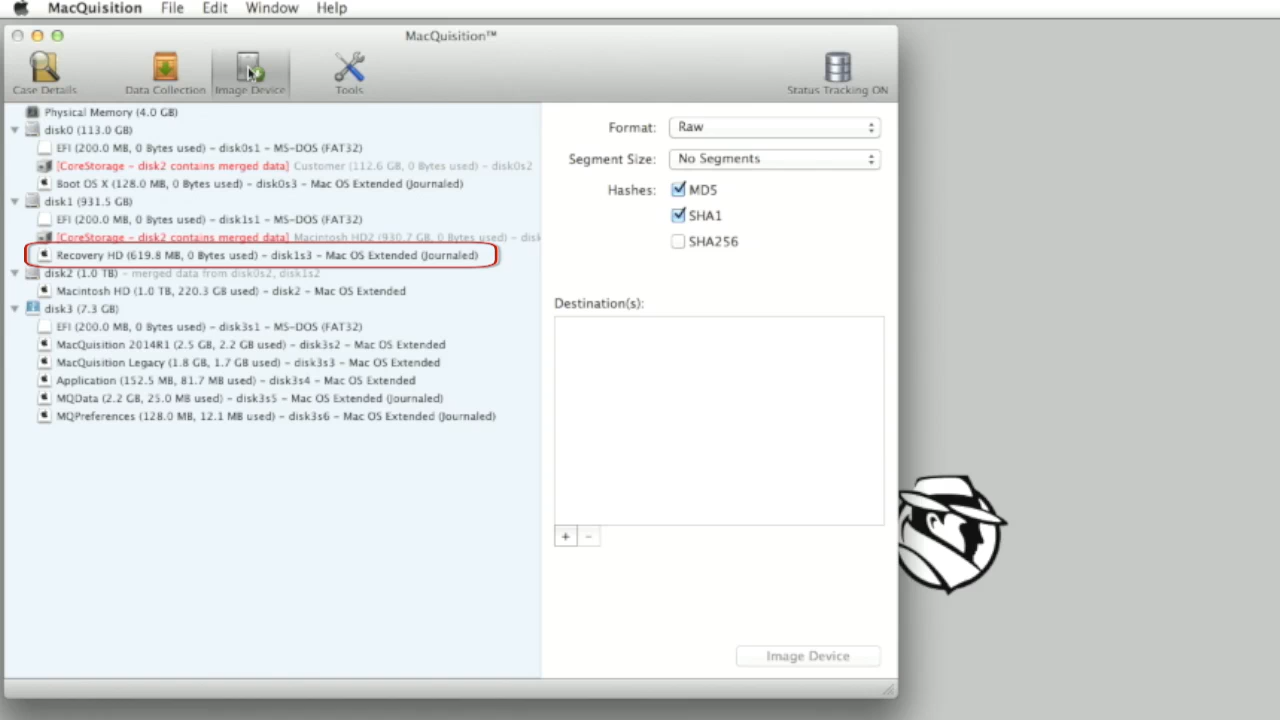 MacQuisition File Edit Window Help
MacQuisition™
Case Details Data Collection Image Device Tools Status Tracking ON
Physical Memory (4.0 GB)
disk0 (113.0 GB)
EFI (200.0 MB, 0 Bytes used) - disk0s1 - MS-DOS (FAT32)
[CoreStorage - disk2 contains merged data] Customer (112.6 GB, 0 Bytes used) - disk0s2
Boot OS X (128.0 MB, 0 Bytes used) - disk0s3 - Mac OS Extended (Journaled)
disk1 (931.5 GB)
EFI (200.0 MB, 0 Bytes used) - disk1s1 - MS-DOS (FAT32)
[CoreStorage - disk2 contains merged data] Macintosh HD2 (930.7 GB, 0 Bytes used) - disk
Recovery HD (619.8 MB, 0 Bytes used) - disk1s3 - Mac OS Extended (Journaled)
disk2 (1.0 TB) - merged data from disk0s2, disk1s2
Macintosh HD (1.0 TB, 220.3 GB used) - disk2 - Mac OS Extended
disk3 (7.3 GB)
EFI (200.0 MB, 0 Bytes used) - disk3s1 - MS-DOS (FAT32)
MacQuisition 2014R1 (2.5 GB, 2.2 GB used) - disk3s2 - Mac OS Extended
MacQuisition Legacy (1.8 GB, 1.7 GB used) - disk3s3 - Mac OS Extended
Application (152.5 MB, 81.7 MB used) - disk3s4 - Mac OS Extended
MQData (2.2 GB, 25.0 MB used) - disk3s5 - Mac OS Extended (Journaled)
MQPreferences (128.0 MB, 12.1 MB used) - disk3s6 - Mac OS Extended (Journaled)
Format: Raw
Segment Size: No Segments
Hashes: MD5
SHA1
SHA256
Destination(s):
+ -
Image Device